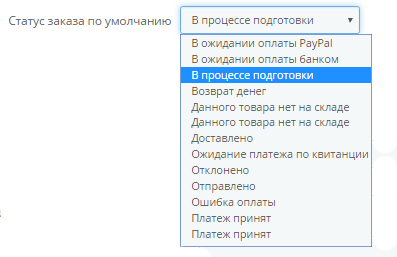 Статус заказа по умолчанию
В процессе подготовки
В ожидании оплаты PayPal
В ожидании оплаты банком
В процессе подготовки
Возврат денег
Данного товара нет на складе
Данного товара нет на складе
Доставлено
Ожидание платежа по квитанции
Отклонено
Отправлено
Ошибка оплаты
Платеж принят
Платеж принят